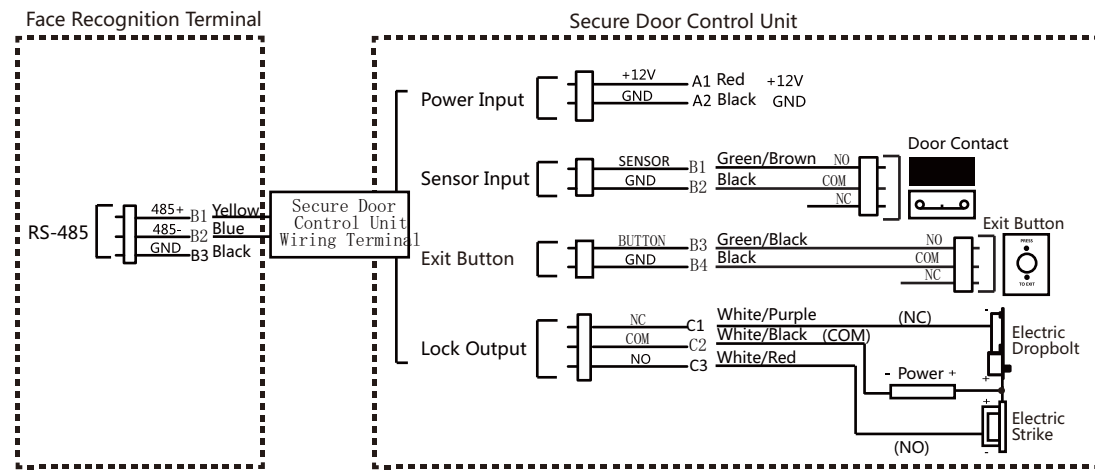 Face Recognition Terminal
RS-485
485+ B1 Yellow
485- B2 Blue
GND B3 Black
Secure Door
Control Unit
Wiring Terminal
Secure Door Control Unit
Power Input
+12V A1 Red +12V
GND A2 Black GND
Sensor Input
SENSOR B1 Green/Brown NO
GND B2 Black COM
NC
Door Contact
Exit Button
BUTTON B3 Green/Black NO
GND B4 Black COM
NC
Exit Button
PRESS
TO EXIT
Lock Output
NC C1 White/Purple (NC)
COM C2 White/Black (COM)
NO C3 White/Red
- Power +
(NO)
-
Electric
Dropbolt
+
+
Electric
Strike
-